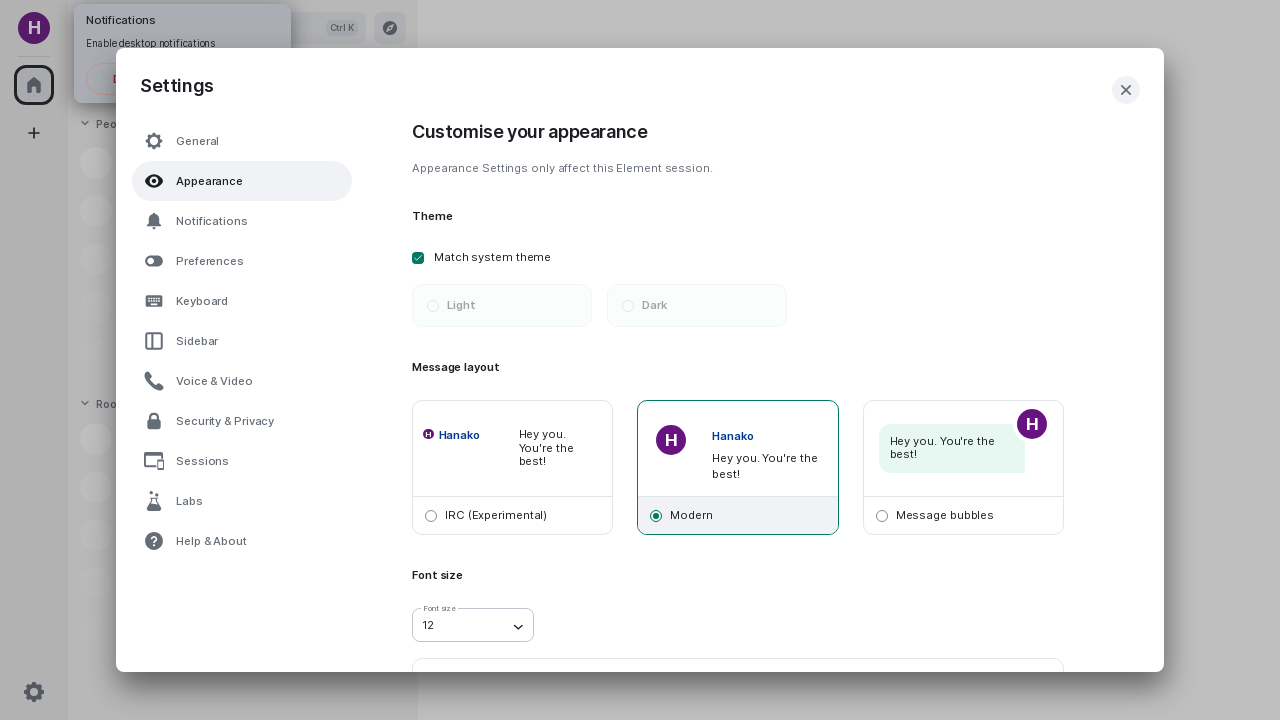 H
Notifications
Enable desktop notifications
Ctrl K
Settings
General
Appearance
Notifications
Preferences
Keyboard
Sidebar
Voice & Video
Security & Privacy
Sessions
Labs
Help & About
Customise your appearance
Appearance Settings only affect this Element session.
Theme
Match system theme
Light
Dark
Message layout
H Hanako
Hey you.
You're the
best!
IRC (Experimental)
H
Hanako
Hey you. You're the
best!
Modern
H
Hey you. You're the
best!
Message bubbles
Font size
Font size
12